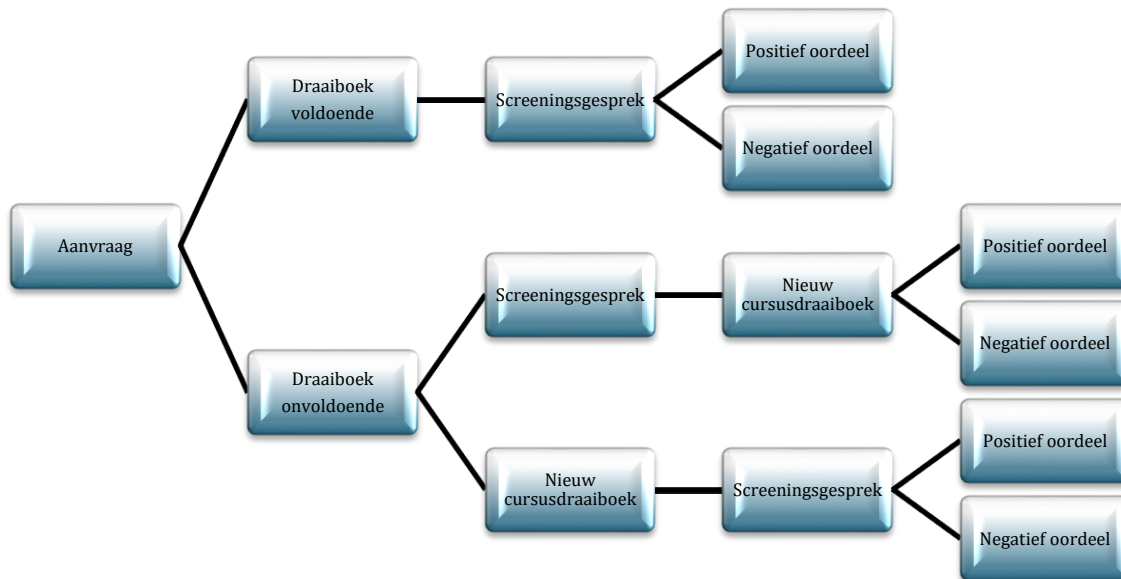 Positief oordeel
Draaiboek
voldoende
Screeningsgesprek
Negatief oordeel
Aanvraag
Positief oordeel
Screeningsgesprek
Nieuw
cursusdraaiboek
Negatief oordeel
Draaiboek
onvoldoende
Positief oordeel
Nieuw
cursusdraaiboek
Screeningsgesprek
Negatief oordeel